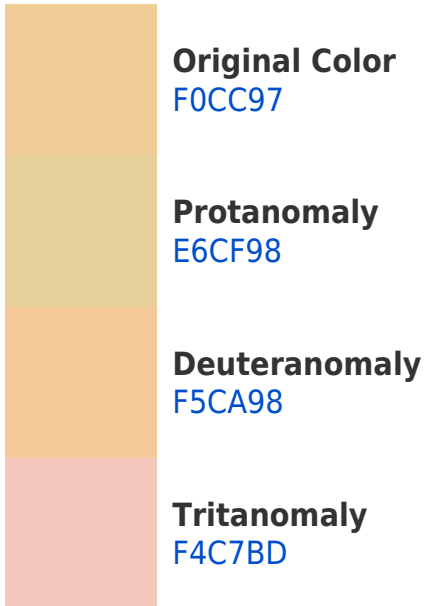 Original Color
F0CC97
Protanomaly
E6CF98
Deuteranomaly
F5CA98
Tritanomaly
F4C7BD